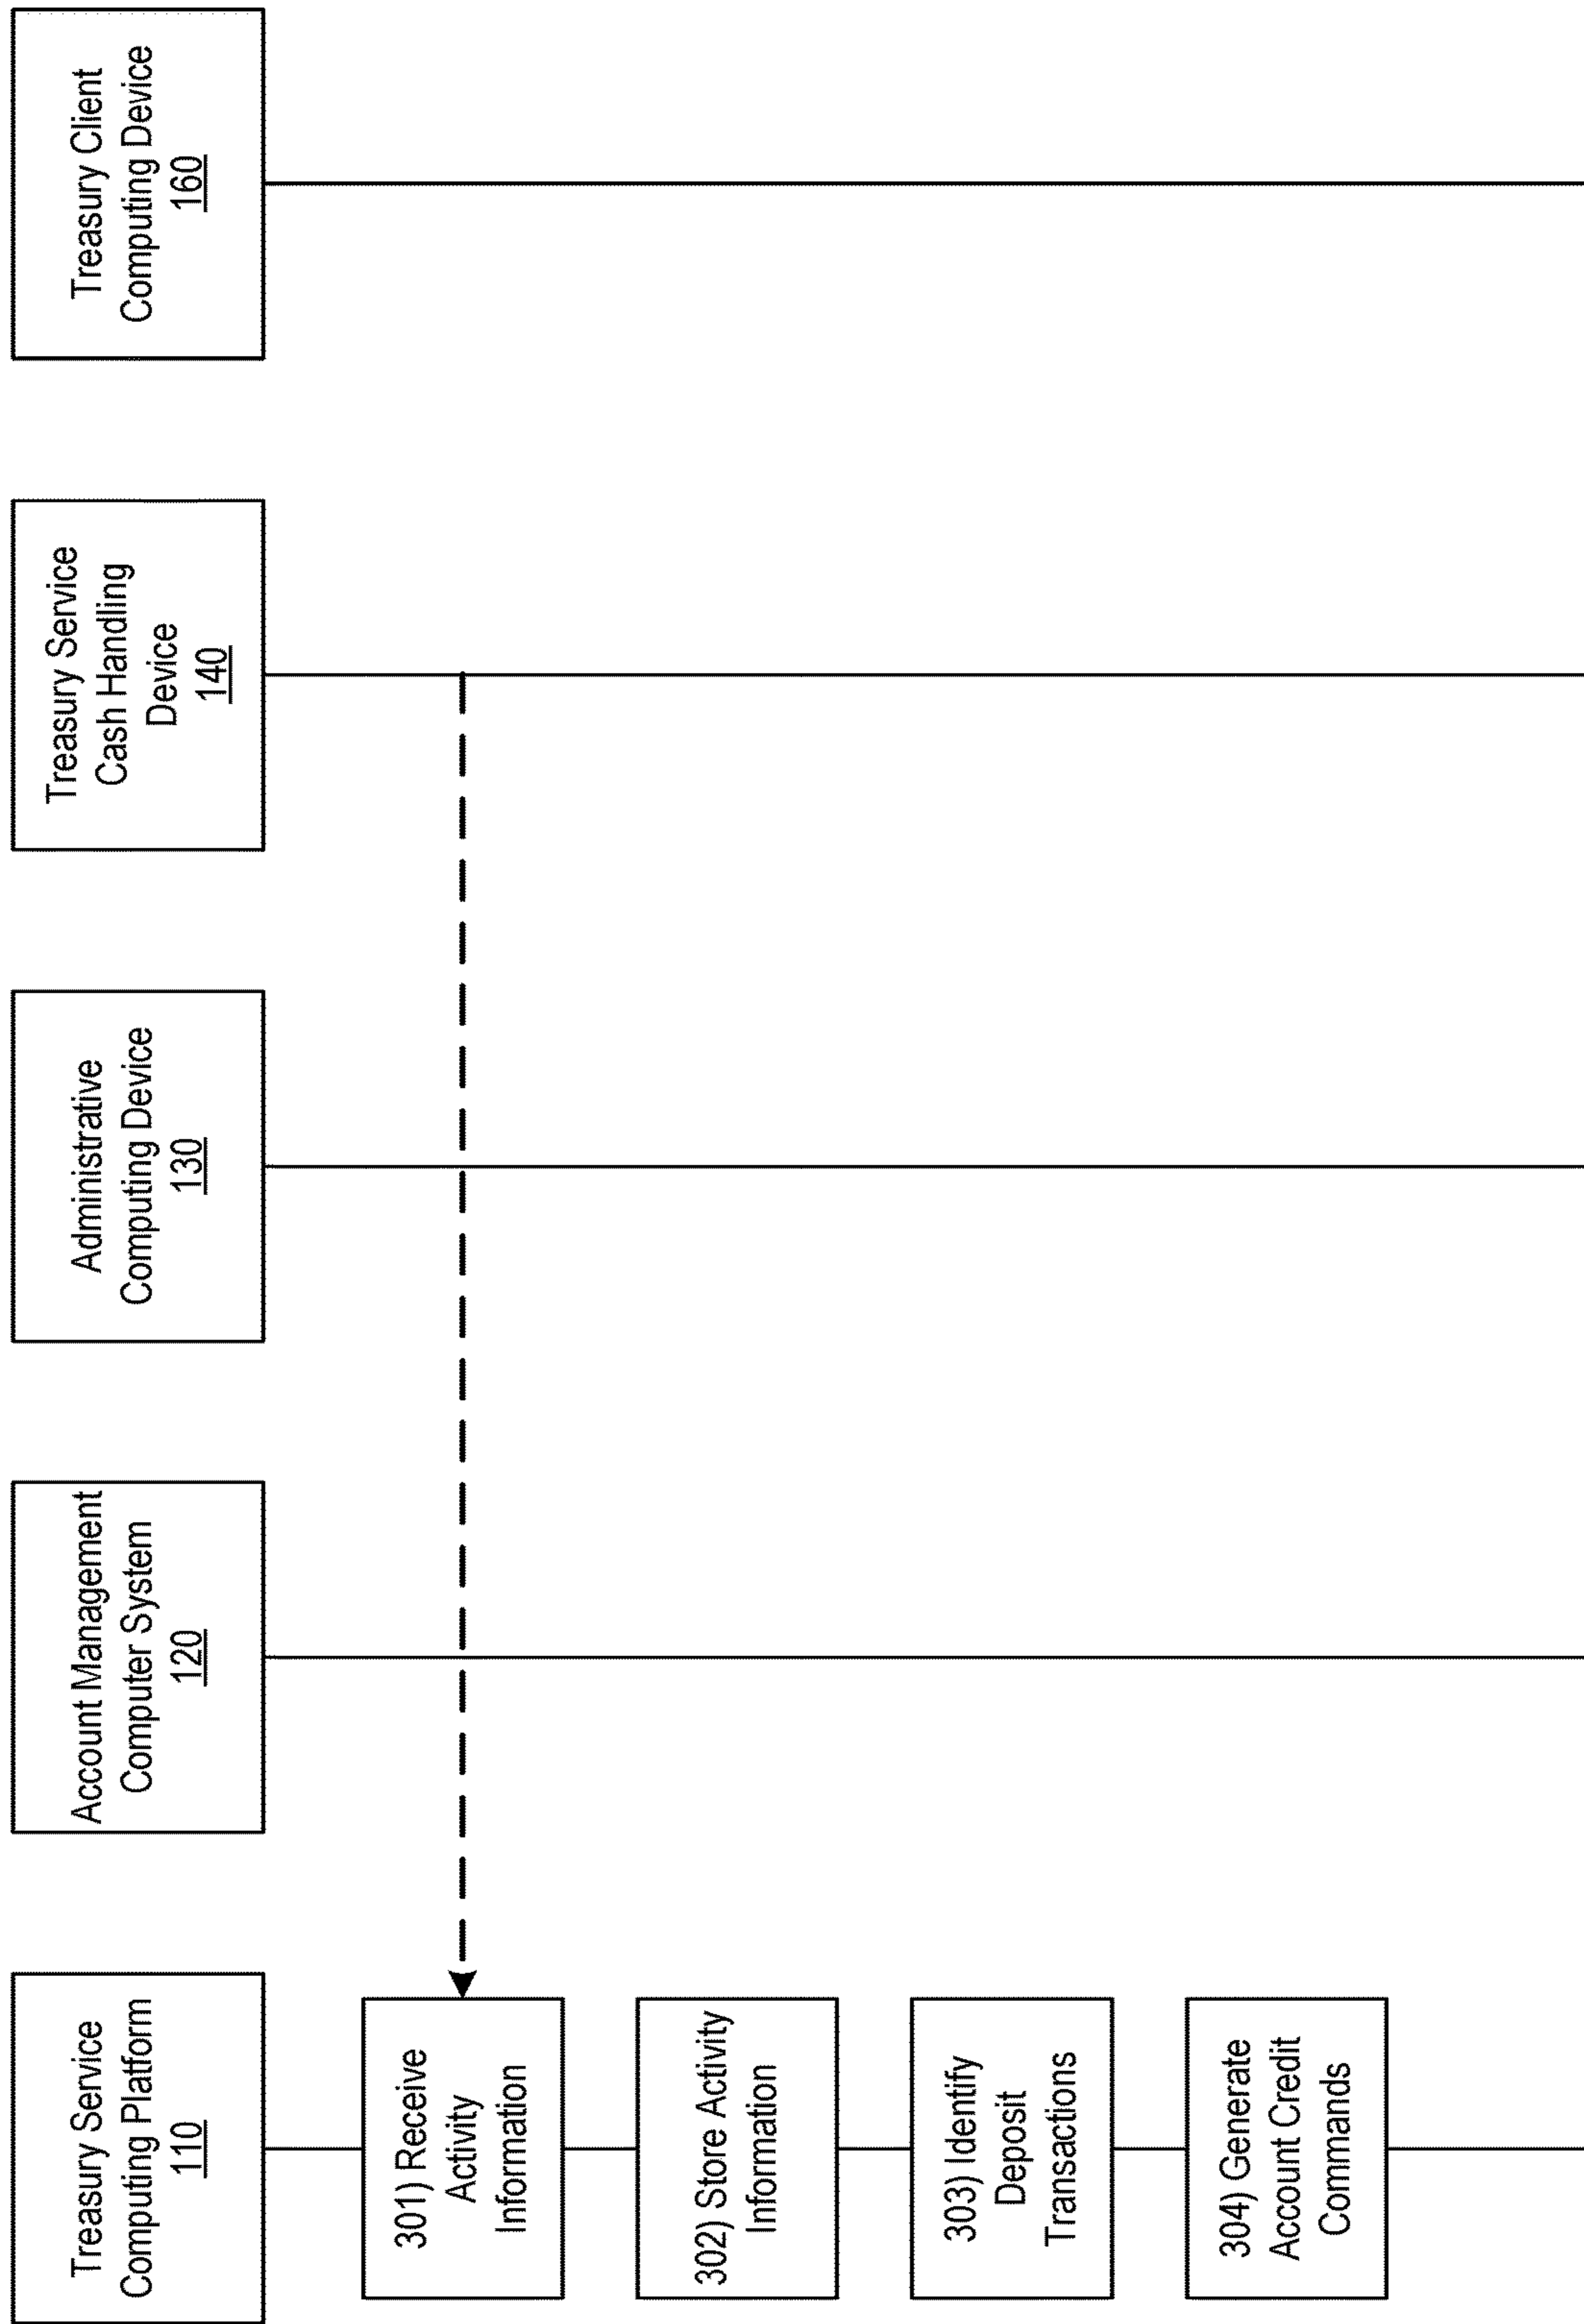 Treasury Service
Computing Platform
110
Account Management
Computer System
120
Administrative
Computing Device
130
Treasury Service
Cash Handling
Device
140
Treasury Client
Computing Device
160
301) Receive
Activity
Information
302) Store Activity
Information
303) Identify
Deposit
Transactions
304) Generate
Account Credit
Commands